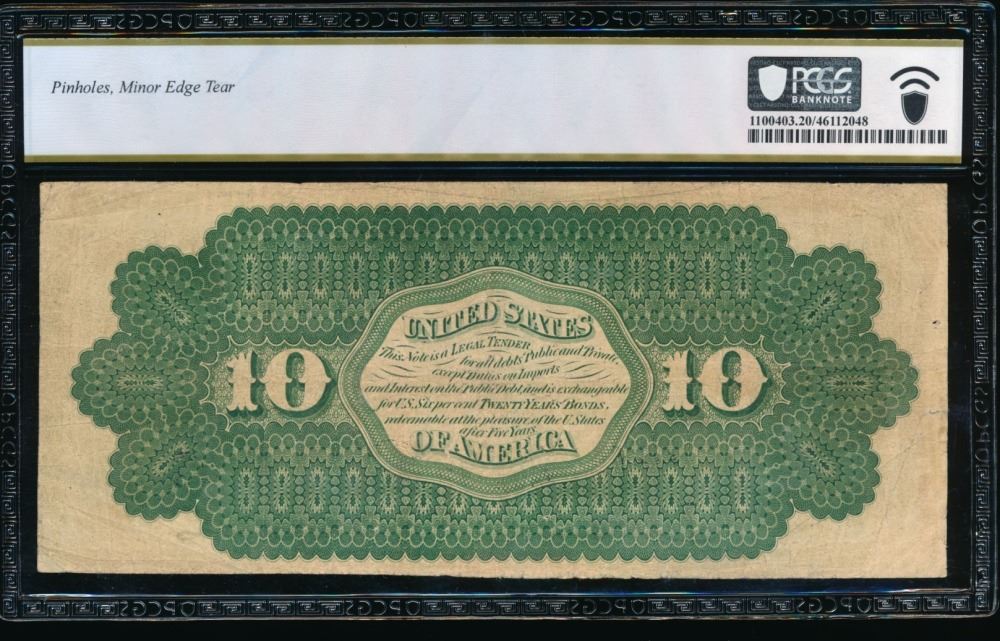 Pinholes, Minor Edge Tear
PCGS
BANKNOTE
1100403.20/46112048
UNITED STATES
This Note is a LEGAL TENDER
for all debts Public and Private
except Duties on Imports
and Interest on the Public Debt, and is exchangeable
for U.S. Six per cent TWENTY YEARS BONDS,
redeemable at the pleasure of the U. States
after Five Years
OF AMERICA
10 10